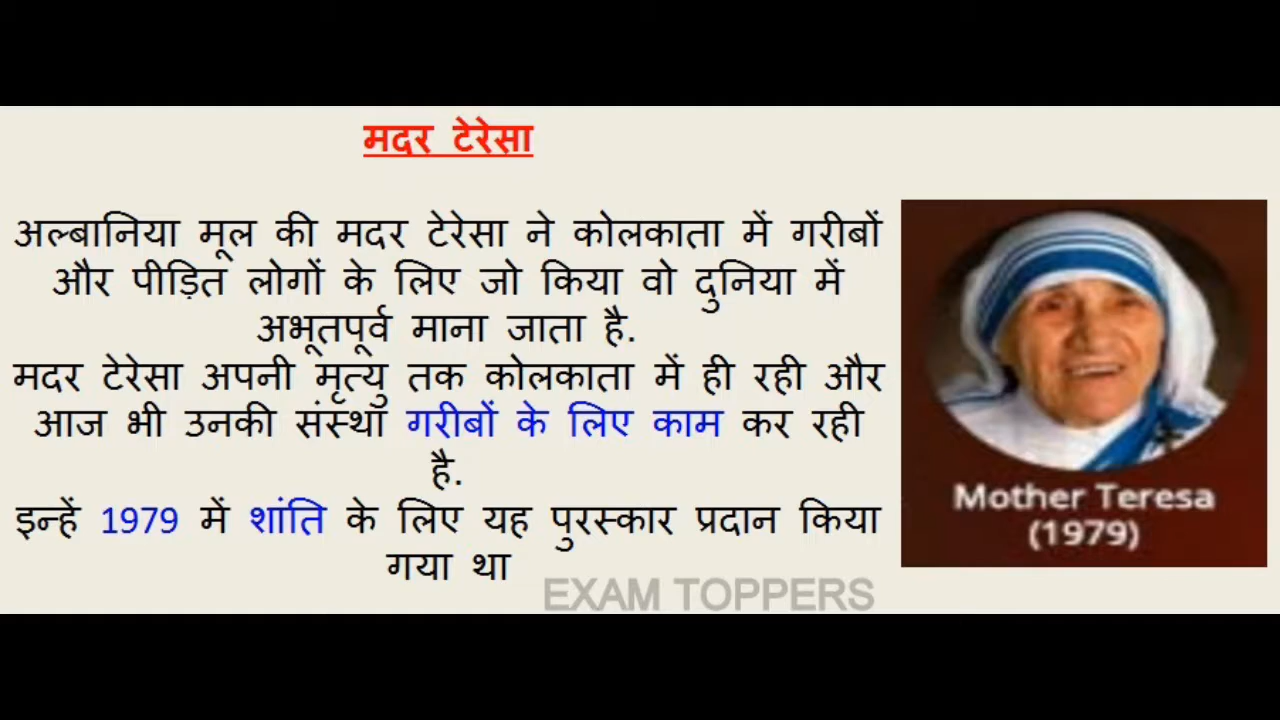 मदर टेरेसा
अल्बानिया मूल की मदर टेरेसा ने कोलकाता में गरीबों
और पीड़ित लोगों के लिए जो किया वो दुनिया में
अभूतपूर्व माना जाता है.
मदर टेरेसा अपनी मृत्यु तक कोलकाता में ही रही और
आज भी उनकी संस्था गरीबों के लिए काम कर रही
है.
इन्हें 1979 में शांति के लिए यह पुरस्कार प्रदान किया
गया था
EXAM TOPPERS
Mother Teresa
(1979)